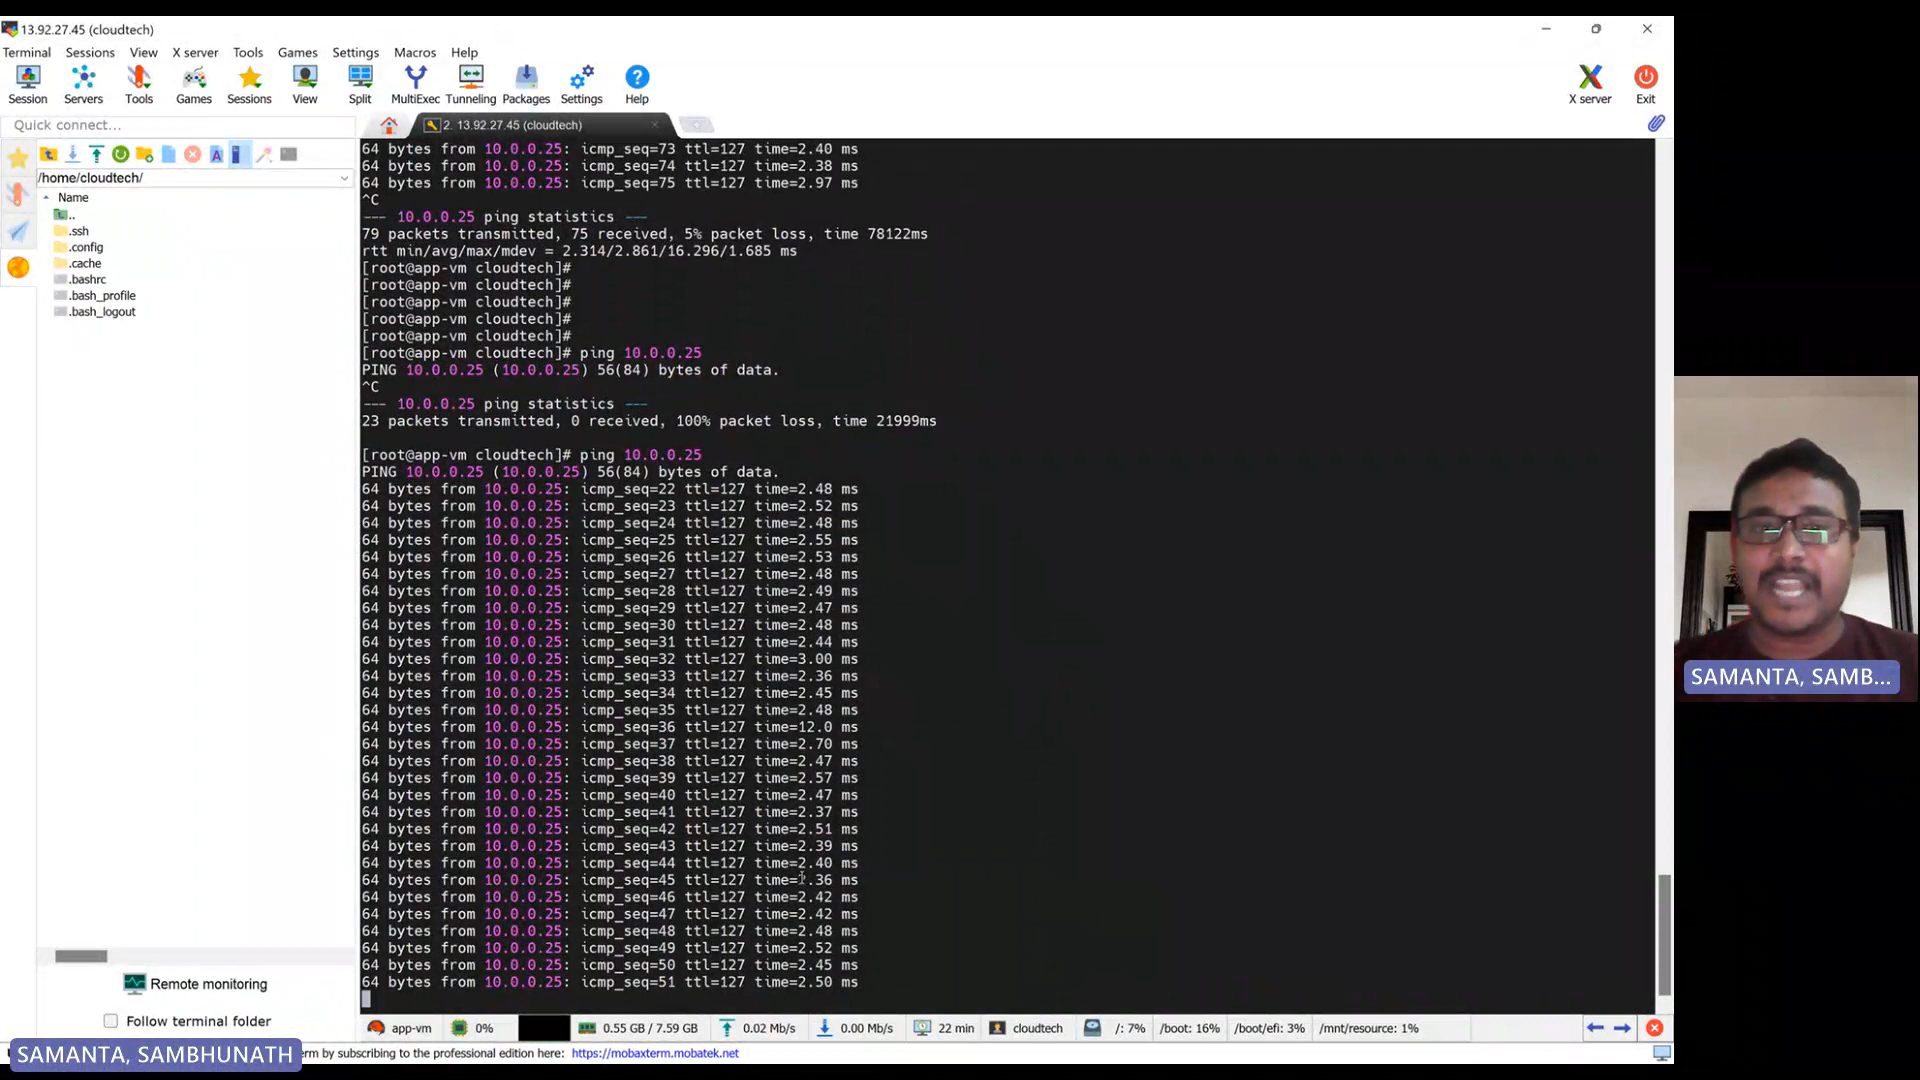 13.92.27.45 (cloudtech)
Terminal Sessions View X server Tools Games Settings Macros Help
Session Servers Tools Games Sessions View Split MultiExec Tunneling Packages Settings Help X server Exit
Quick connect...
2. 13.92.27.45 (cloudtech)
/home/cloudtech/
Name
..
.ssh
.config
.cache
.bashrc
.bash_profile
.bash_logout
64 bytes from 10.0.0.25: icmp_seq=73 ttl=127 time=2.40 ms
64 bytes from 10.0.0.25: icmp_seq=74 ttl=127 time=2.38 ms
64 bytes from 10.0.0.25: icmp_seq=75 ttl=127 time=2.97 ms
^C
--- 10.0.0.25 ping statistics ---
79 packets transmitted, 75 received, 5% packet loss, time 78122ms
rtt min/avg/max/mdev = 2.314/2.861/16.296/1.685 ms
[root@app-vm cloudtech]#
[root@app-vm cloudtech]#
[root@app-vm cloudtech]#
[root@app-vm cloudtech]#
[root@app-vm cloudtech]#
[root@app-vm cloudtech]# ping 10.0.0.25
PING 10.0.0.25 (10.0.0.25) 56(84) bytes of data.
^C
--- 10.0.0.25 ping statistics ---
23 packets transmitted, 0 received, 100% packet loss, time 21999ms
[root@app-vm cloudtech]# ping 10.0.0.25
PING 10.0.0.25 (10.0.0.25) 56(84) bytes of data.
64 bytes from 10.0.0.25: icmp_seq=22 ttl=127 time=2.48 ms
64 bytes from 10.0.0.25: icmp_seq=23 ttl=127 time=2.52 ms
64 bytes from 10.0.0.25: icmp_seq=24 ttl=127 time=2.48 ms
64 bytes from 10.0.0.25: icmp_seq=25 ttl=127 time=2.55 ms
64 bytes from 10.0.0.25: icmp_seq=26 ttl=127 time=2.53 ms
64 bytes from 10.0.0.25: icmp_seq=27 ttl=127 time=2.48 ms
64 bytes from 10.0.0.25: icmp_seq=28 ttl=127 time=2.49 ms
64 bytes from 10.0.0.25: icmp_seq=29 ttl=127 time=2.47 ms
64 bytes from 10.0.0.25: icmp_seq=30 ttl=127 time=2.48 ms
64 bytes from 10.0.0.25: icmp_seq=31 ttl=127 time=2.44 ms
64 bytes from 10.0.0.25: icmp_seq=32 ttl=127 time=3.00 ms
64 bytes from 10.0.0.25: icmp_seq=33 ttl=127 time=2.36 ms
64 bytes from 10.0.0.25: icmp_seq=34 ttl=127 time=2.45 ms
64 bytes from 10.0.0.25: icmp_seq=35 ttl=127 time=2.48 ms
64 bytes from 10.0.0.25: icmp_seq=36 ttl=127 time=12.0 ms
64 bytes from 10.0.0.25: icmp_seq=37 ttl=127 time=2.70 ms
64 bytes from 10.0.0.25: icmp_seq=38 ttl=127 time=2.47 ms
64 bytes from 10.0.0.25: icmp_seq=39 ttl=127 time=2.57 ms
64 bytes from 10.0.0.25: icmp_seq=40 ttl=127 time=2.47 ms
64 bytes from 10.0.0.25: icmp_seq=41 ttl=127 time=2.37 ms
64 bytes from 10.0.0.25: icmp_seq=42 ttl=127 time=2.51 ms
64 bytes from 10.0.0.25: icmp_seq=43 ttl=127 time=2.39 ms
64 bytes from 10.0.0.25: icmp_seq=44 ttl=127 time=2.40 ms
64 bytes from 10.0.0.25: icmp_seq=45 ttl=127 time= .36 ms
64 bytes from 10.0.0.25: icmp_seq=46 ttl=127 time=2.42 ms
64 bytes from 10.0.0.25: icmp_seq=47 ttl=127 time=2.42 ms
64 bytes from 10.0.0.25: icmp_seq=48 ttl=127 time=2.48 ms
64 bytes from 10.0.0.25: icmp_seq=49 ttl=127 time=2.52 ms
64 bytes from 10.0.0.25: icmp_seq=50 ttl=127 time=2.45 ms
64 bytes from 10.0.0.25: icmp_seq=51 ttl=127 time=2.50 ms
SAMANTA, SAMB...
Remote monitoring
Follow terminal folder
app-vm 0% 0.55 GB / 7.59 GB 0.02 Mb/s 0.00 Mb/s 22 min cloudtech /: 7% /boot: 16% /boot/efi: 3% /mnt/resource: 1%
SAMANTA, SAMBHUNATH
term by subscribing to the professional edition here: https://mobaxterm.mobatek.net